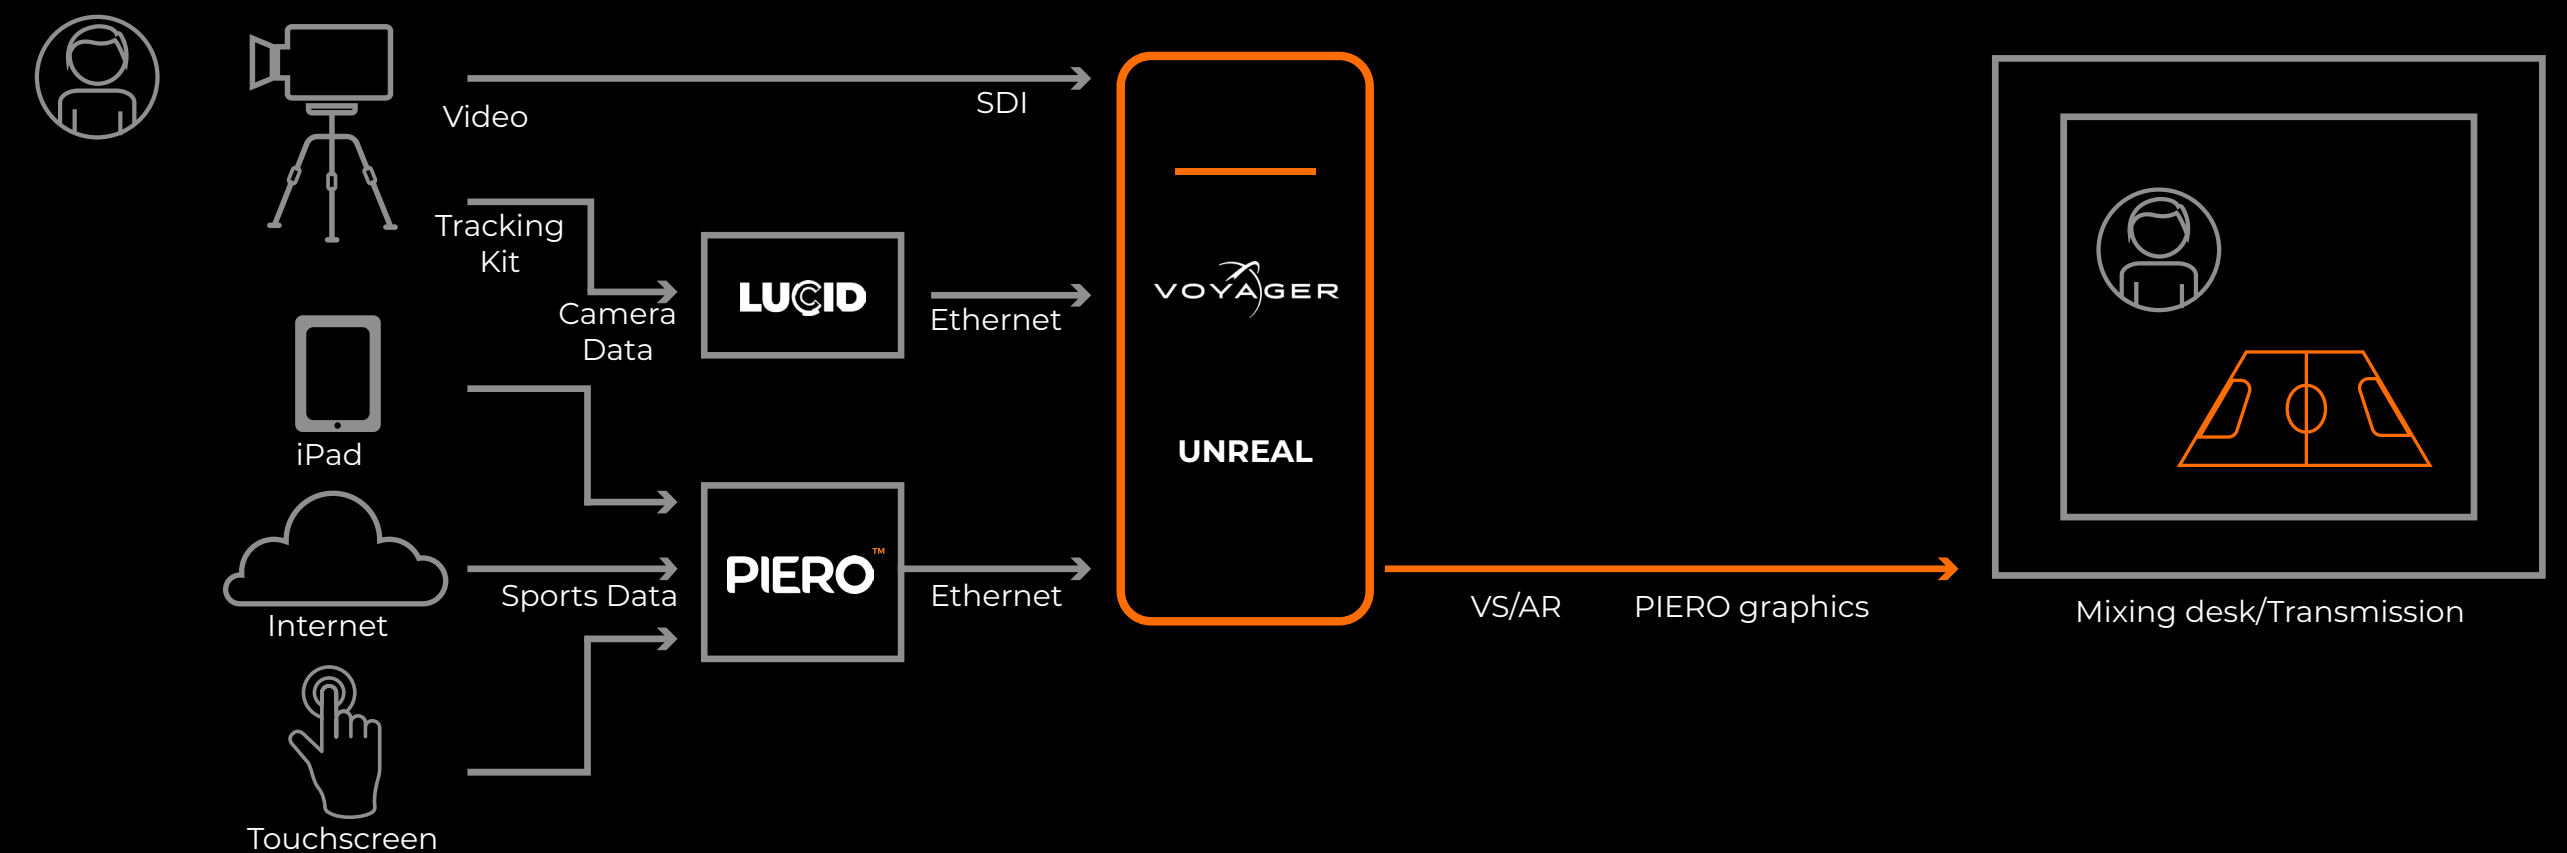 Video
SDI
Tracking
Kit
Camera
Data
LUCID
Ethernet
VOYAGER
UNREAL
iPad
Internet
Sports Data
PIERO™
Ethernet
Touchscreen
VS/AR
PIERO graphics
Mixing desk/Transmission